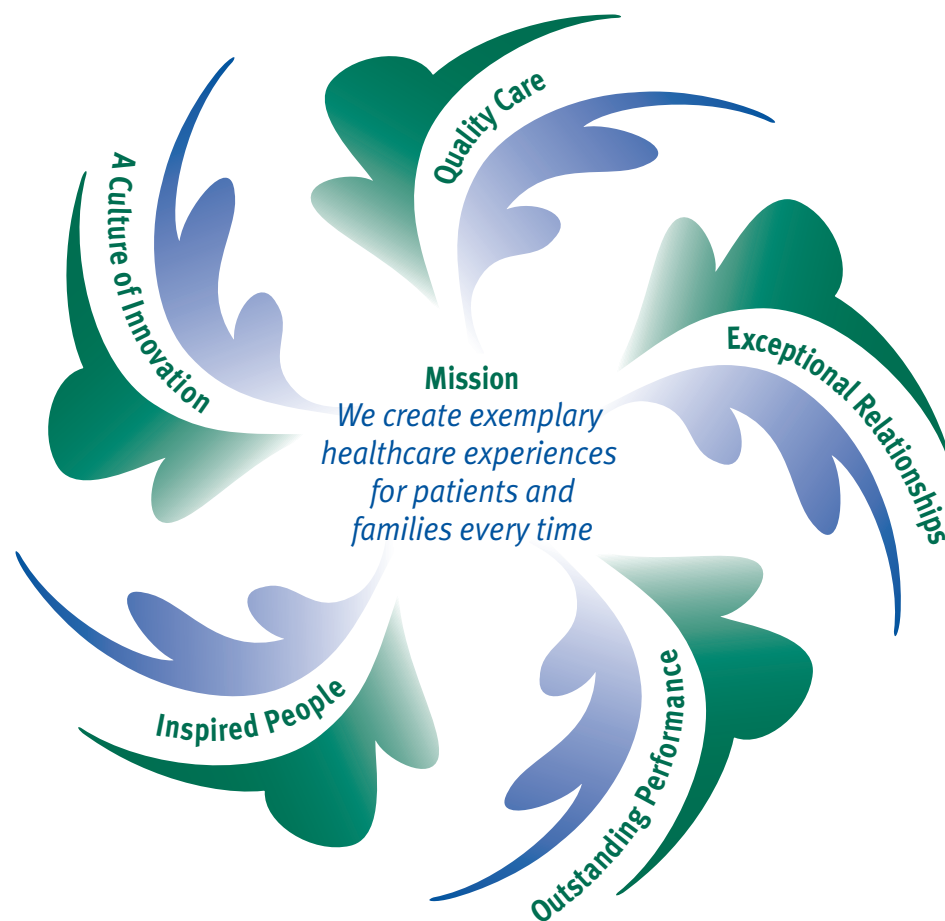 Quality Care
Exceptional Relationships
Outstanding Performance
Inspired People
A Culture of Innovation
Mission
We create exemplary
healthcare experiences
for patients and
families every time